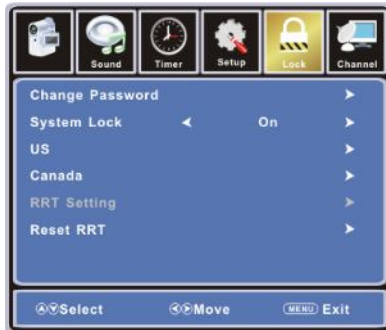 Sound Timer Setup Lock Channel
Change Password
System Lock On
US
Canada
RRT Setting
Reset RRT
Select Move MENU Exit